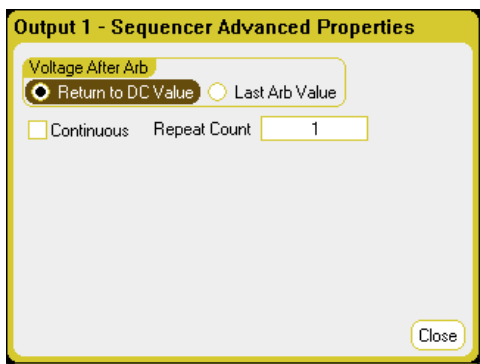 Output 1 - Sequencer Advanced Properties
Voltage After Arb
Return to DC Value Last Arb Value
Continuous Repeat Count 1
Close